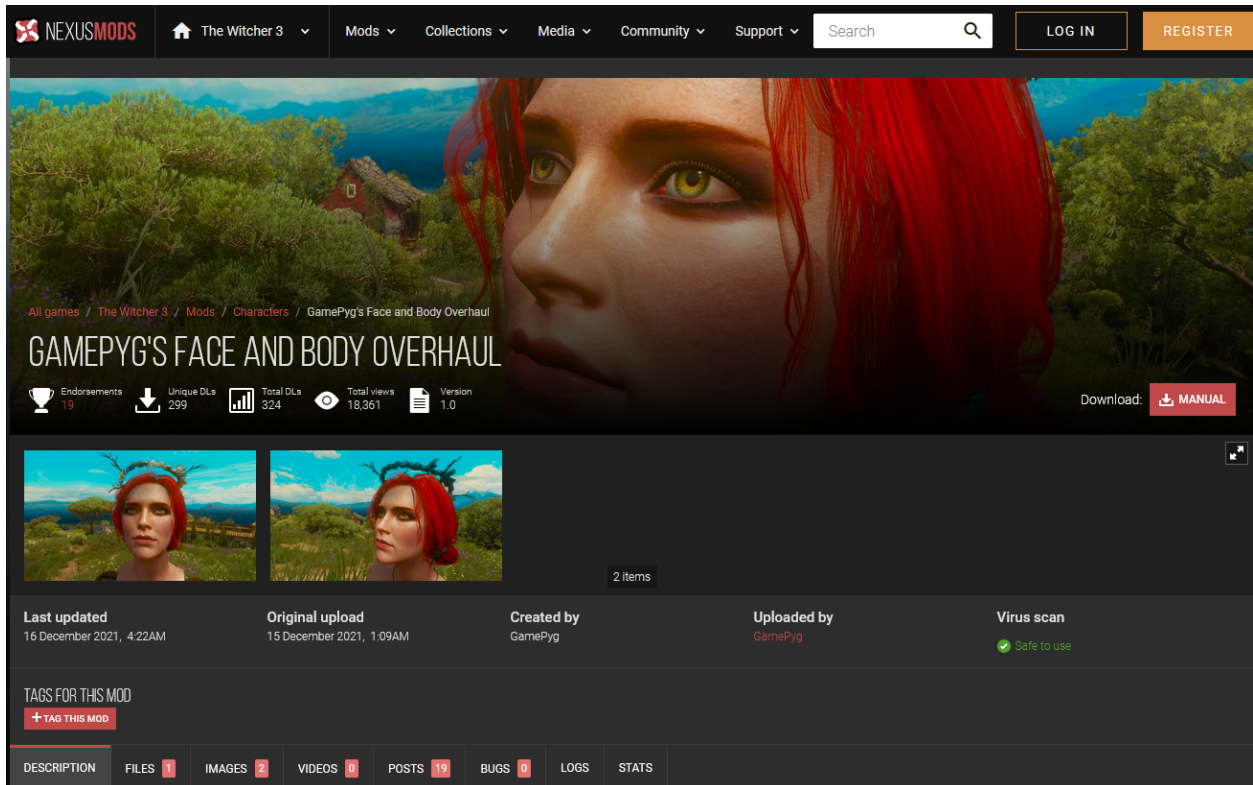 NEXUSMODS
The Witcher 3
Mods
Collections
Media
Community
Support
Search
LOG IN
REGISTER
All games / The Witcher 3 / Mods / Characters / GamePyg's Face and Body Overhaul
GAMEPYG'S FACE AND BODY OVERHAUL
Endorsements
19
Unique DLs
299
Total DLs
324
Total views
18,361
Version
1.0
Download:
MANUAL
2 items
Last updated
16 December 2021, 4:22AM
Original upload
15 December 2021, 1:09AM
Created by
GamePyg
Uploaded by
GamePyg
Virus scan
Safe to use
TAGS FOR THIS MOD
+ TAG THIS MOD
DESCRIPTION
FILES 1
IMAGES 2
VIDEOS 0
POSTS 19
BUGS 0
LOGS
STATS